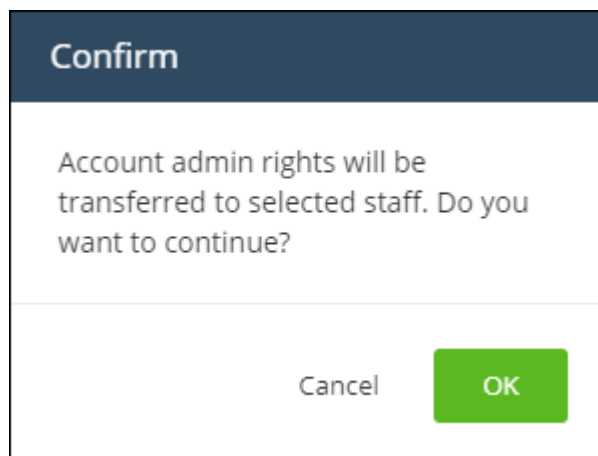 Confirm
Account admin rights will be
transferred to selected staff. Do you
want to continue?
Cancel
OK